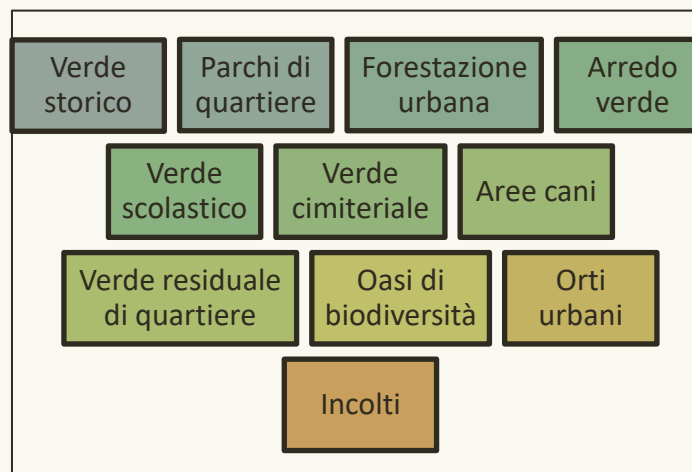 Verde
storico
Parchi di
quartiere
Forestazione
urbana
Arredo
verde
Verde
scolastico
Verde
cimiteriale
Aree cani
Verde residuale
di quartiere
Oasi di
biodiversità
Orti
urbani
Incolti